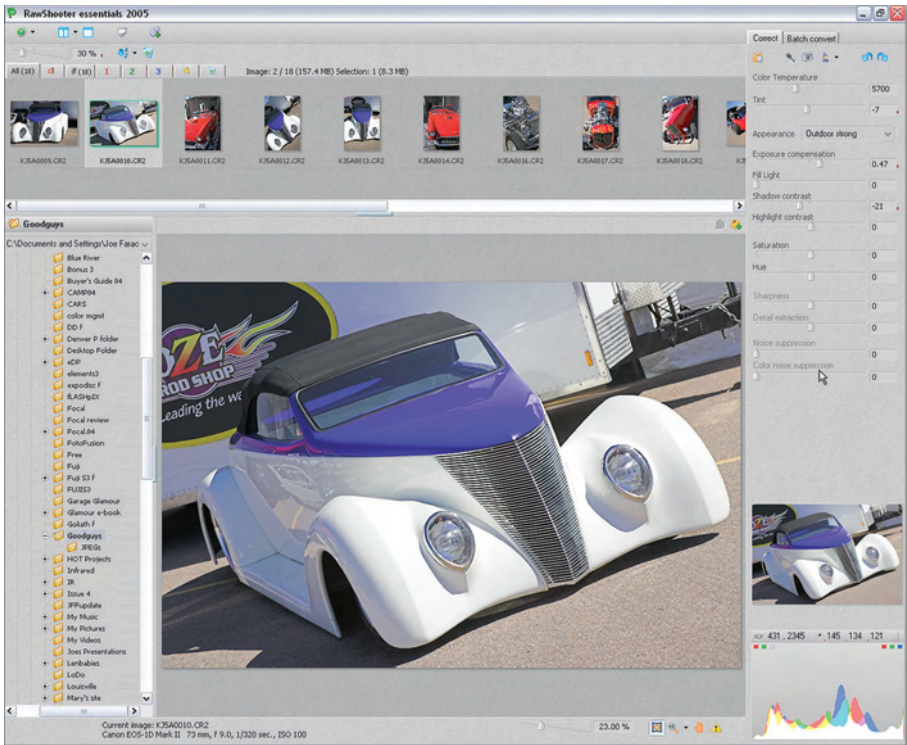 RawShooter essentials 2005
30 %
All (18)
# (18)
1
2
3
Image: 2 / 18 (157.4 MB) Selection: 1 (8.3 MB)
KJ5A0009.CR2
KJ5A0010.CR2
KJ5A0011.CR2
KJ5A0012.CR2
KJ5A0013.CR2
KJ5A0014.CR2
KJ5A0016.CR2
KJ5A0017.CR2
KJ5A0018.CR2
Correct
Batch convert
Color Temperature
5700
Tint
-7
Appearance Outdoor strong
Exposure compensation
0.47
Fill Light
0
Shadow contrast
-21
Highlight contrast
0
Saturation
0
Hue
0
Sharpness
0
Detail extraction
0
Noise suppression
0
Color noise suppression
0
Goodguys
C:\Documents and Settings\Joe Farac
Blue River
Bonus 3
Buyer's Guide 04
CAMP04
CARS
color mgmt
DD f
Denver P folder
Desktop Folder
eDP
elements3
expodisc f
fLASHpIX
Focal
Focal review
Focal.04
FotoFusion
Free
Fuji
Fuji S3 f
FUJIS3
Garage Glamour
Glamour e-book
Goliath f
Goodguys
JPEGs
HOT Projects
Infrared
IR
Issue 4
JFFupdate
My Music
My Pictures
My Videos
Joes Presentations
Lenbabies
LoDo
Louisville
Mary's site
OZE
ROD SHOP
Leading the wa
xy 431 , 2345 145 134 121
Current image: KJ5A0010.CR2
Canon EOS-1D Mark II 73 mm, f 9.0, 1/320 sec., ISO 100
23.00 %